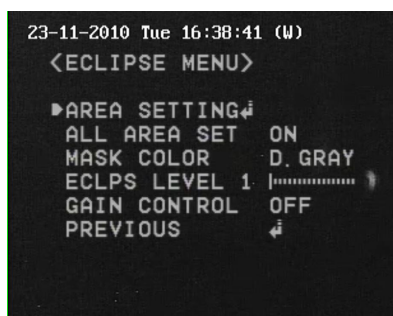 23-11-2010 Tue 16:38:41 (W)
<ECLIPSE MENU>
AREA SETTING
ALL AREA SET ON
MASK COLOR D. GRAY
ECLPS LEVEL 1
GAIN CONTROL OFF
PREVIOUS